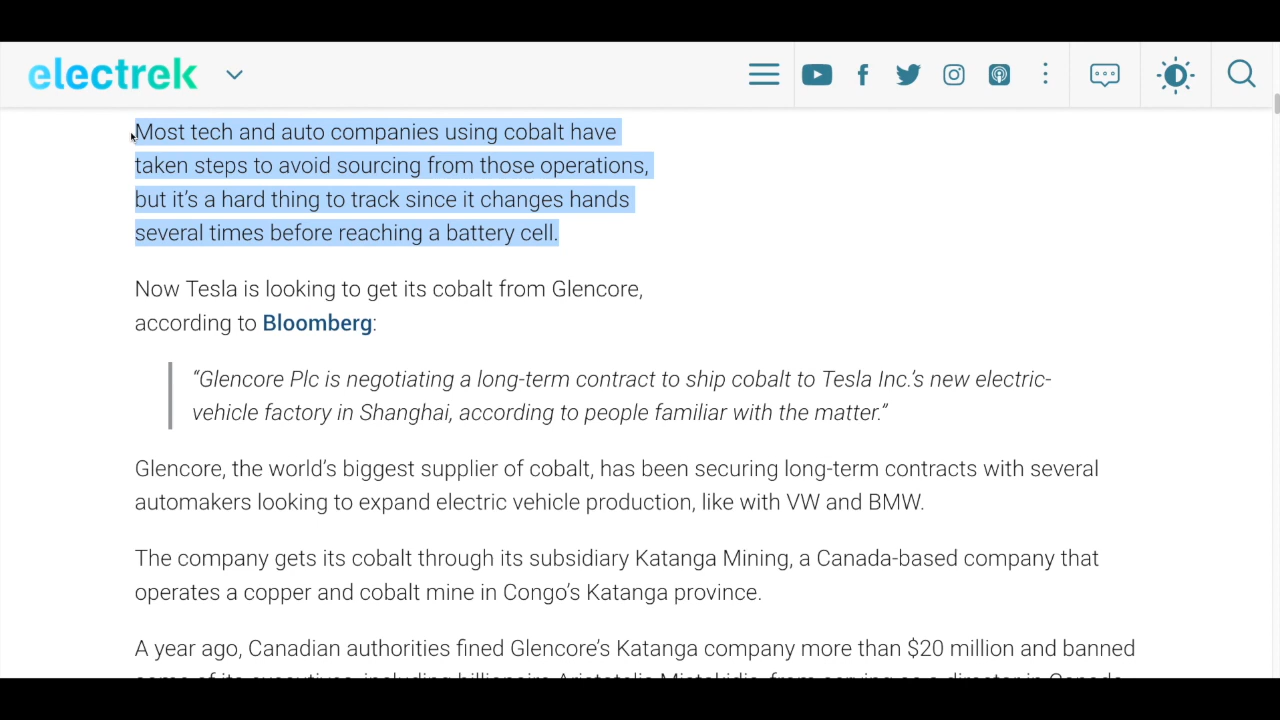 electrek
Most tech and auto companies using cobalt have
taken steps to avoid sourcing from those operations,
but it’s a hard thing to track since it changes hands
several times before reaching a battery cell.
Now Tesla is looking to get its cobalt from Glencore,
according to Bloomberg:
“Glencore Plc is negotiating a long-term contract to ship cobalt to Tesla Inc.’s new electric-
vehicle factory in Shanghai, according to people familiar with the matter.”
Glencore, the world’s biggest supplier of cobalt, has been securing long-term contracts with several
automakers looking to expand electric vehicle production, like with VW and BMW.
The company gets its cobalt through its subsidiary Katanga Mining, a Canada-based company that
operates a copper and cobalt mine in Congo’s Katanga province.
A year ago, Canadian authorities fined Glencore’s Katanga company more than $20 million and banned